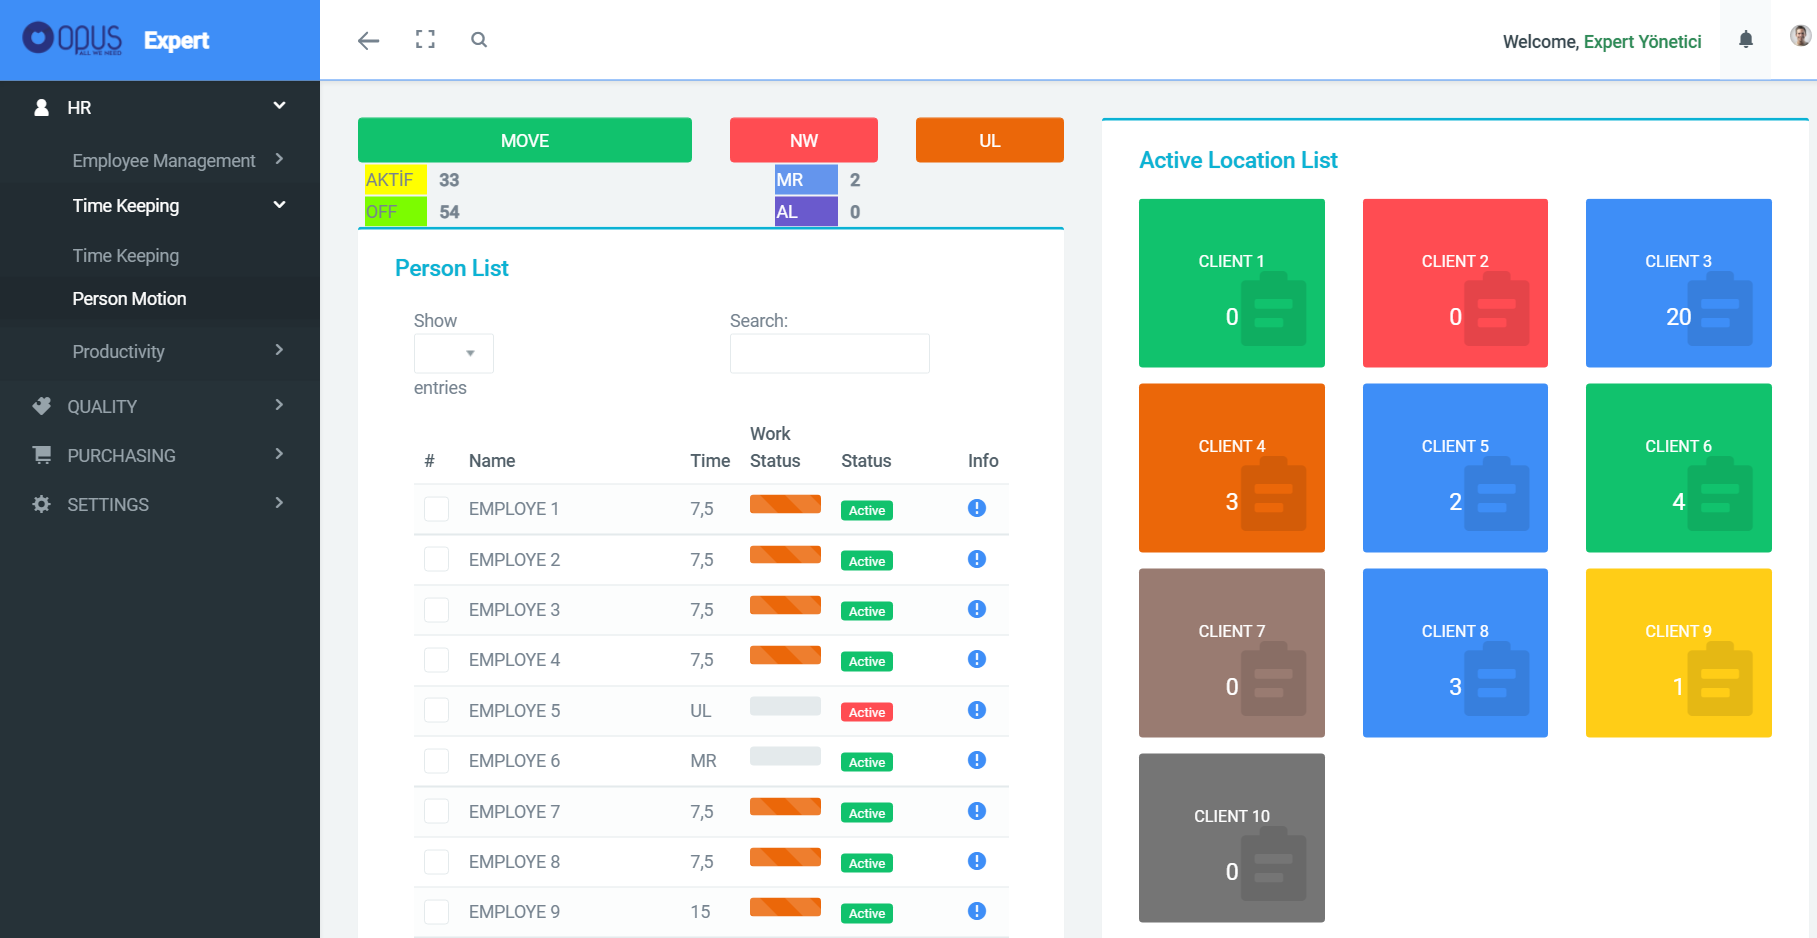 OPUS
ALL WE NEED
Expert
Welcome, Expert Yönetici
HR
Employee Management
Time Keeping
Time Keeping
Person Motion
Productivity
QUALITY
PURCHASING
SETTINGS
MOVE
NW
UL
AKTİF 33
MR 2
OFF 54
AL 0
Person List
Show
entries
Search:
# Name Time Work Status Status Info
EMPLOYE 1 7,5 Active
EMPLOYE 2 7,5 Active
EMPLOYE 3 7,5 Active
EMPLOYE 4 7,5 Active
EMPLOYE 5 UL Active
EMPLOYE 6 MR Active
EMPLOYE 7 7,5 Active
EMPLOYE 8 7,5 Active
EMPLOYE 9 15 Active
Active Location List
CLIENT 1
0
CLIENT 2
0
CLIENT 3
20
CLIENT 4
3
CLIENT 5
2
CLIENT 6
4
CLIENT 7
0
CLIENT 8
3
CLIENT 9
1
CLIENT 10
0